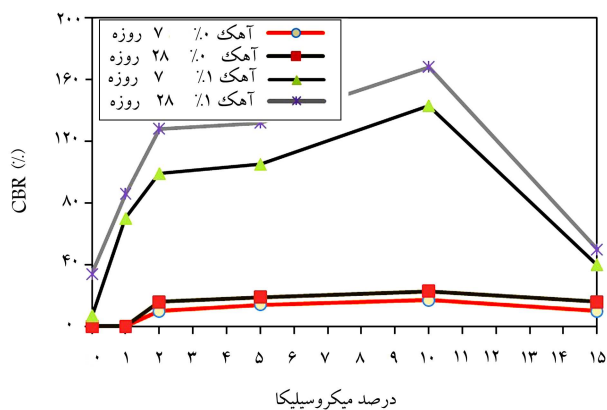 ۲۰۰
۱۶۰
۱۲۰
۸۰
۴۰
۰
CBR (٪)
آهک ۰٪ ۷ روزه
آهک ۰٪ ۲۸ روزه
آهک ۱٪ ۷ روزه
آهک ۱٪ ۲۸ روزه
۰ ۱ ۲ ۳ ۴ ۵ ۶ ۷ ۸ ۹ ۱۰ ۱۱ ۱۲ ۱۳ ۱۴ ۱۵
درصد میکروسیلیکا